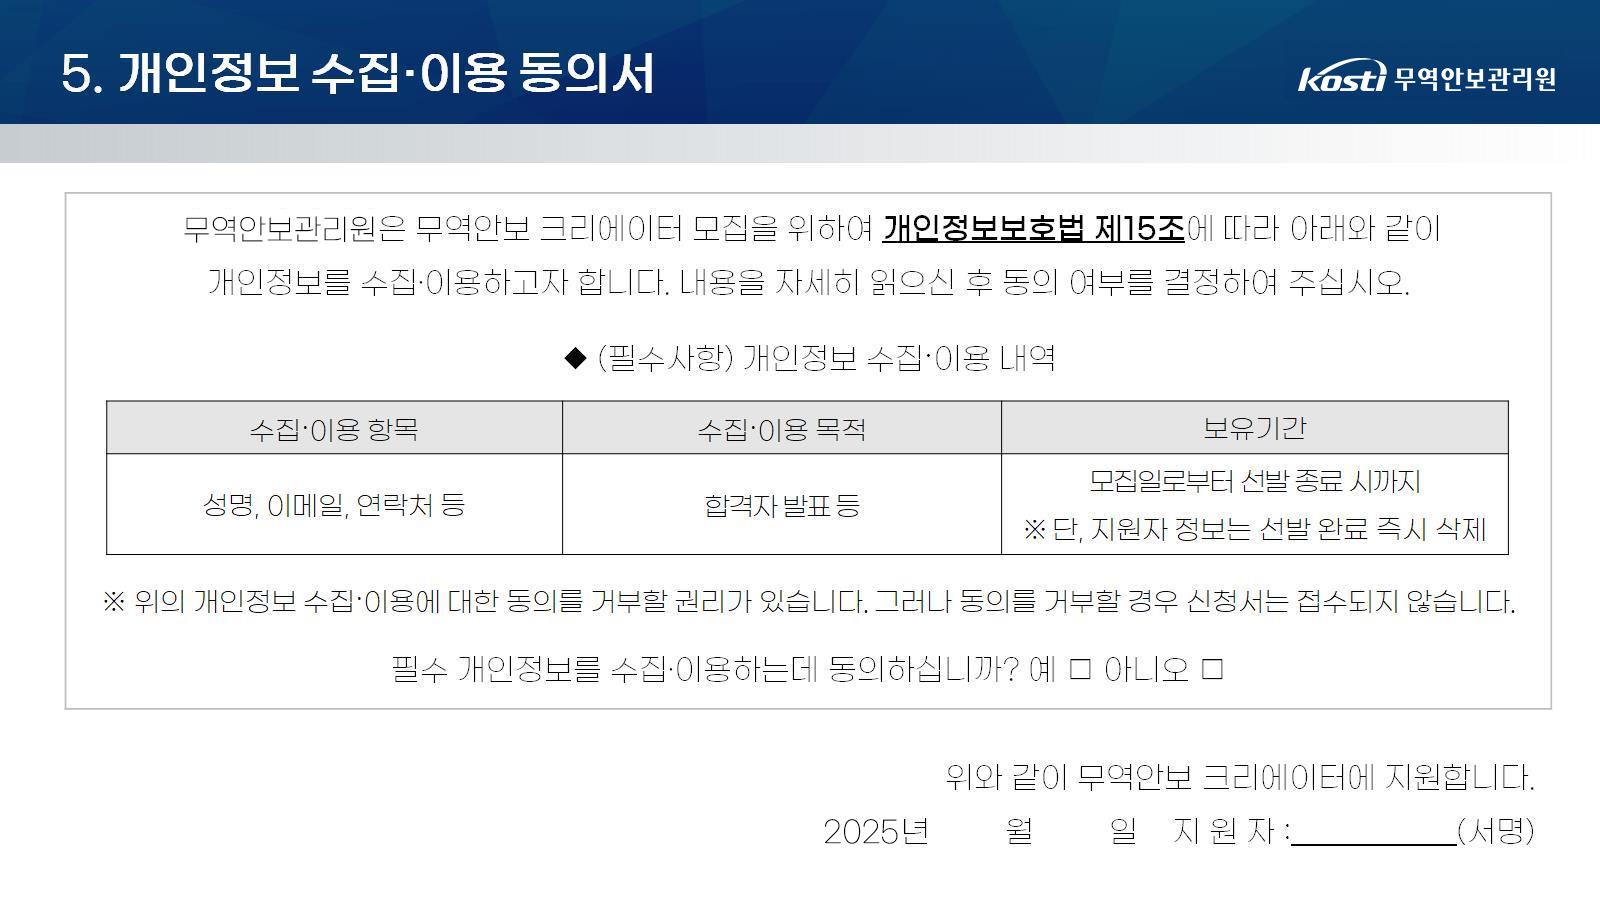 5. 개인정보 수집·이용 동의서
Kosti 무역안보관리원
무역안보관리원은 무역안보 크리에이터 모집을 위하여 개인정보보호법 제15조에 따라 아래와 같이
개인정보를 수집·이용하고자 합니다. 내용을 자세히 읽으신 후 동의 여부를 결정하여 주십시오.
◆ (필수사항) 개인정보 수집·이용 내역
수집·이용 항목
수집·이용 목적
보유기간
성명, 이메일, 연락처 등
합격자 발표 등
모집일로부터 선발 종료 시까지
※ 단, 지원자 정보는 선발 완료 즉시 삭제
※ 위의 개인정보 수집·이용에 대한 동의를 거부할 권리가 있습니다. 그러나 동의를 거부할 경우 신청서는 접수되지 않습니다.
필수 개인정보를 수집·이용하는데 동의하십니까? 예 □ 아니오 □
위와 같이 무역안보 크리에이터에 지원합니다.
2025년 월 일 지 원 자 :__________(서명)